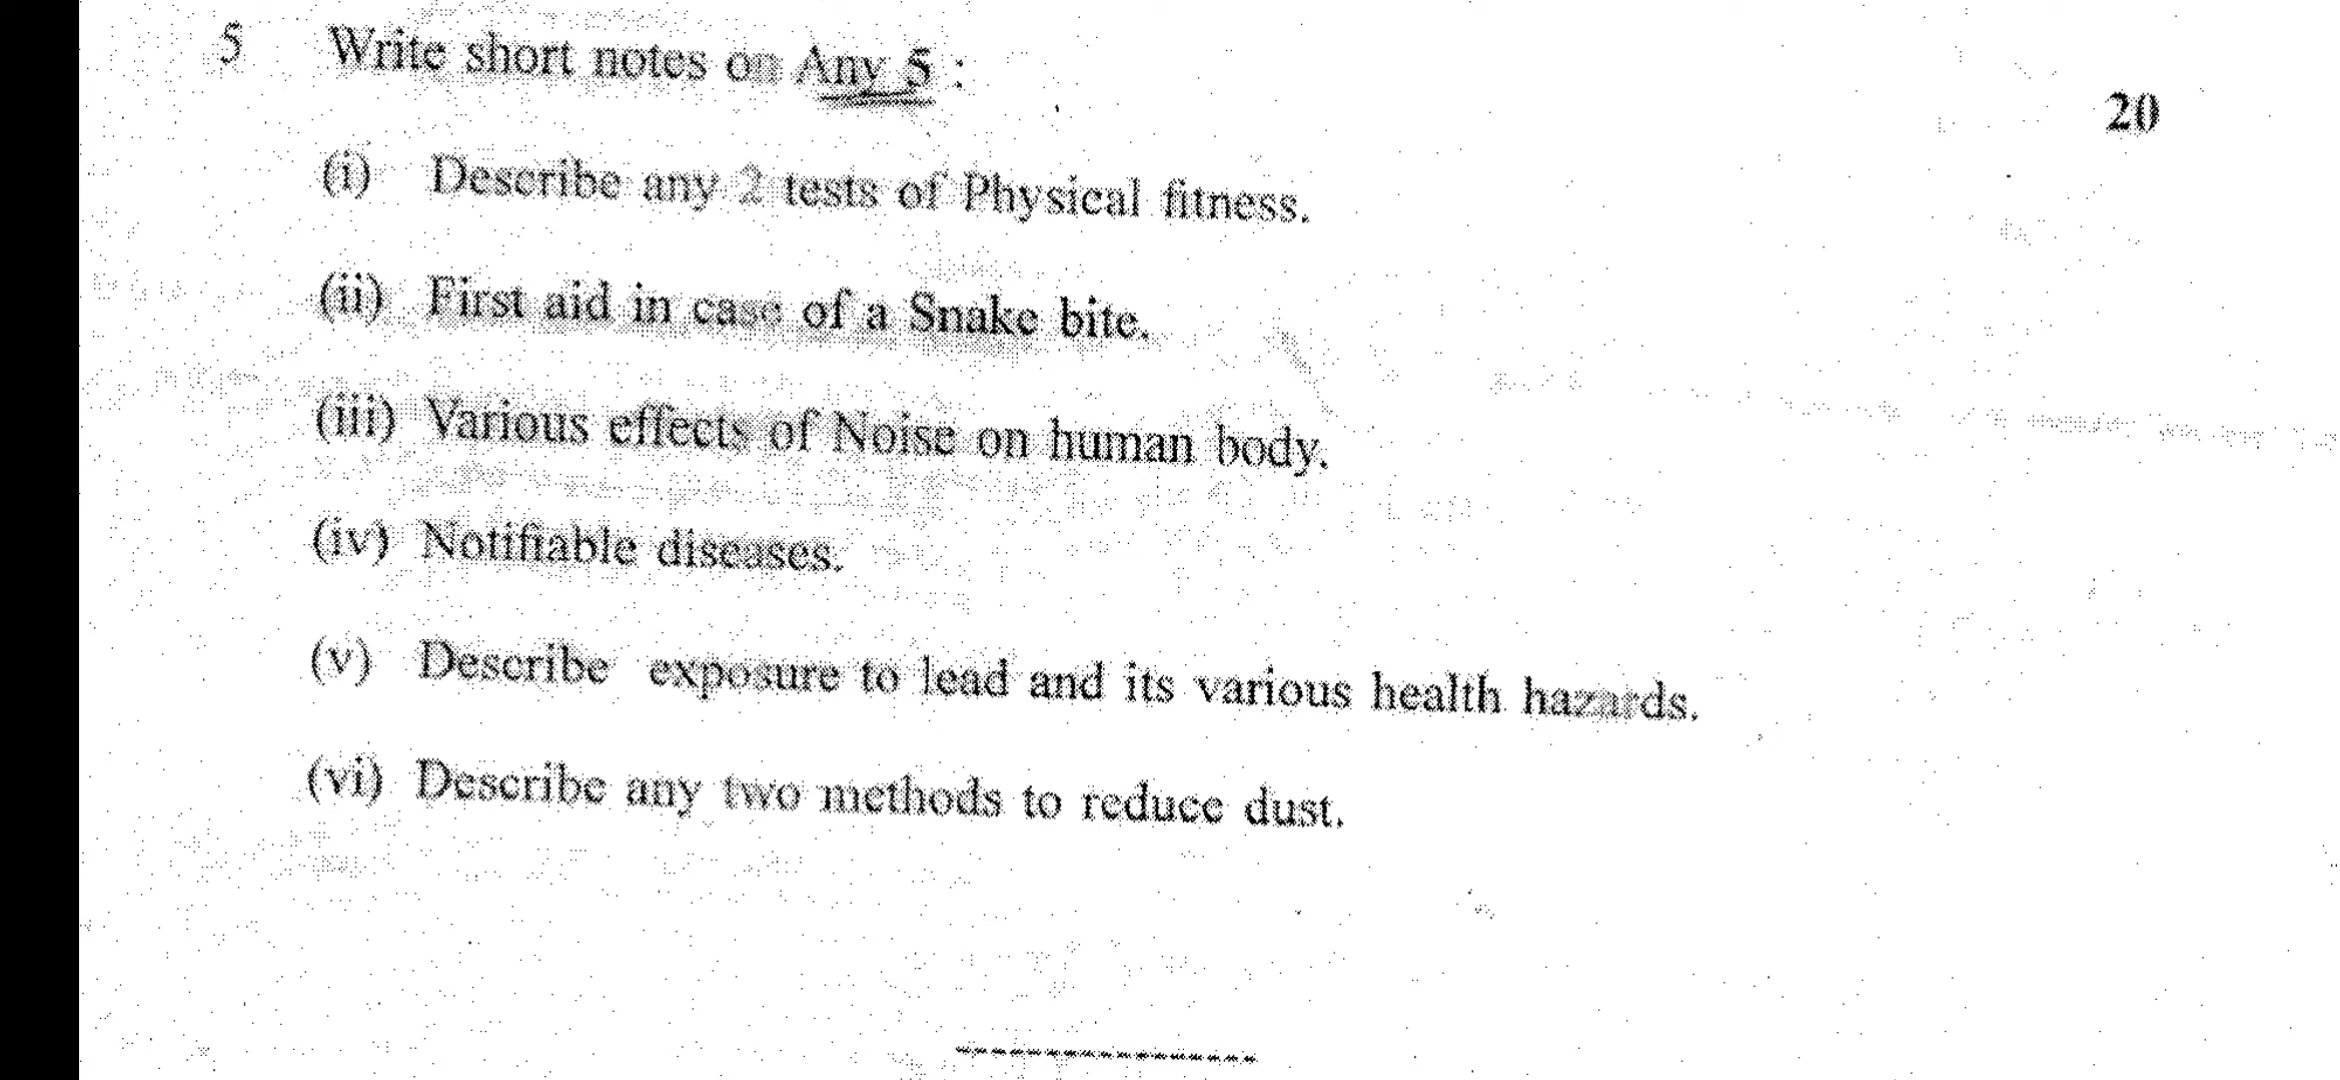 5 Write short notes on Any 5 :
20
(i) Describe any 2 tests of Physical fitness.
(ii) First aid in case of a Snake bite.
(iii) Various effects of Noise on human body.
(iv) Notifiable diseases.
(v) Describe exposure to lead and its various health hazards.
(vi) Describe any two methods to reduce dust.